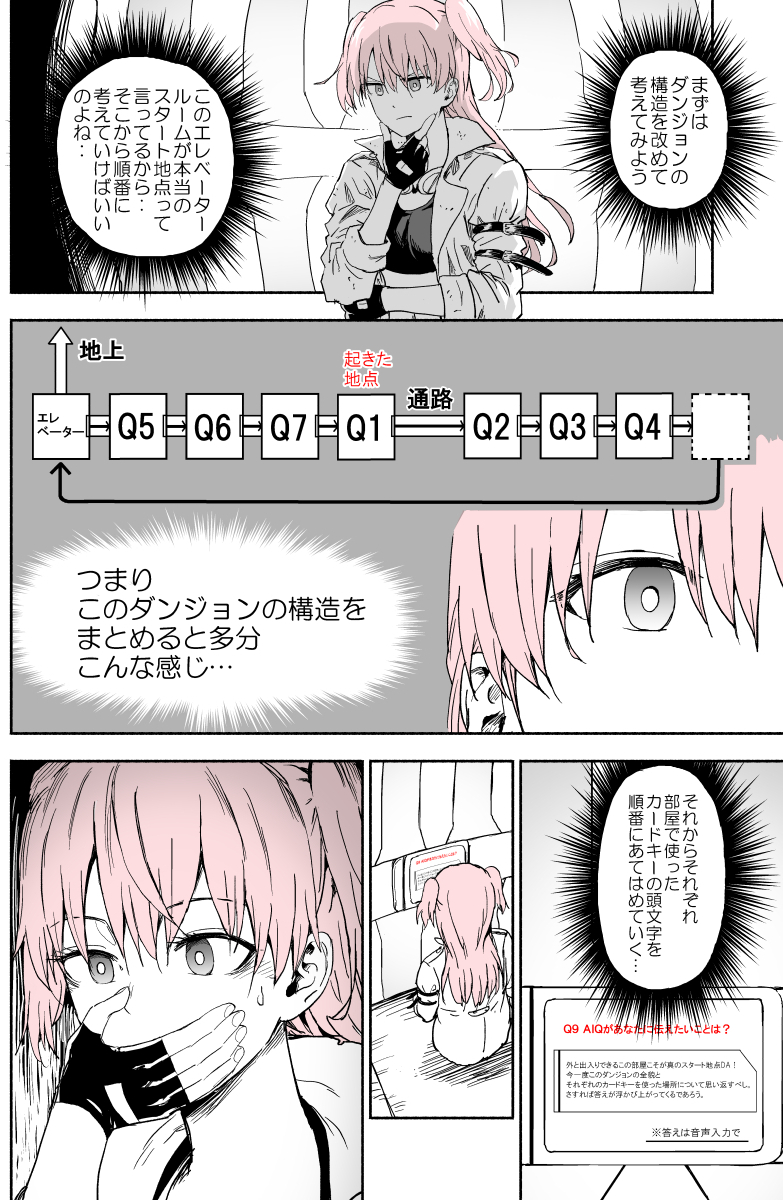 まずは
ダンジョンの
構造を改めて
考えてみよう
このエレベーター
ルームが本当の
スタート地点って
言ってるから…
そこから順番に
考えていけばいい
のよね…
地上
起きた
地点
通路
エレ
ベーター
Q5
Q6
Q7
Q1
Q2
Q3
Q4
つまり
このダンジョンの構造を
まとめると多分
こんな感じ…
それからそれぞれ
部屋で使った
カードキーの頭文字を
順番にあてはめていく…
Q9 AIQがあなたに伝えたいことは？
外と出入りできるこの部屋こそが真のスタート地点DA！
今一度このダンジョンの全貌と
それぞれのカードキーを使った場所について思い返すべし。
さすれば答えが浮かび上がってくるであろう。
※答えは音声入力で